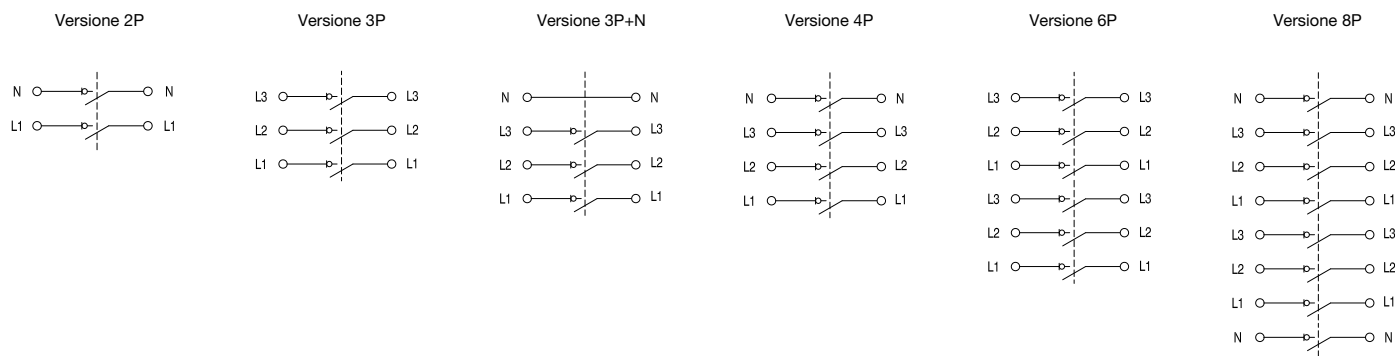 Versione 2P
N N
L1 L1
Versione 3P
L3 L3
L2 L2
L1 L1
Versione 3P+N
N N
L3 L3
L2 L2
L1 L1
Versione 4P
N N
L3 L3
L2 L2
L1 L1
Versione 6P
L3 L3
L2 L2
L1 L1
L3 L3
L2 L2
L1 L1
Versione 8P
N N
L3 L3
L2 L2
L1 L1
L3 L3
L2 L2
L1 L1
N N